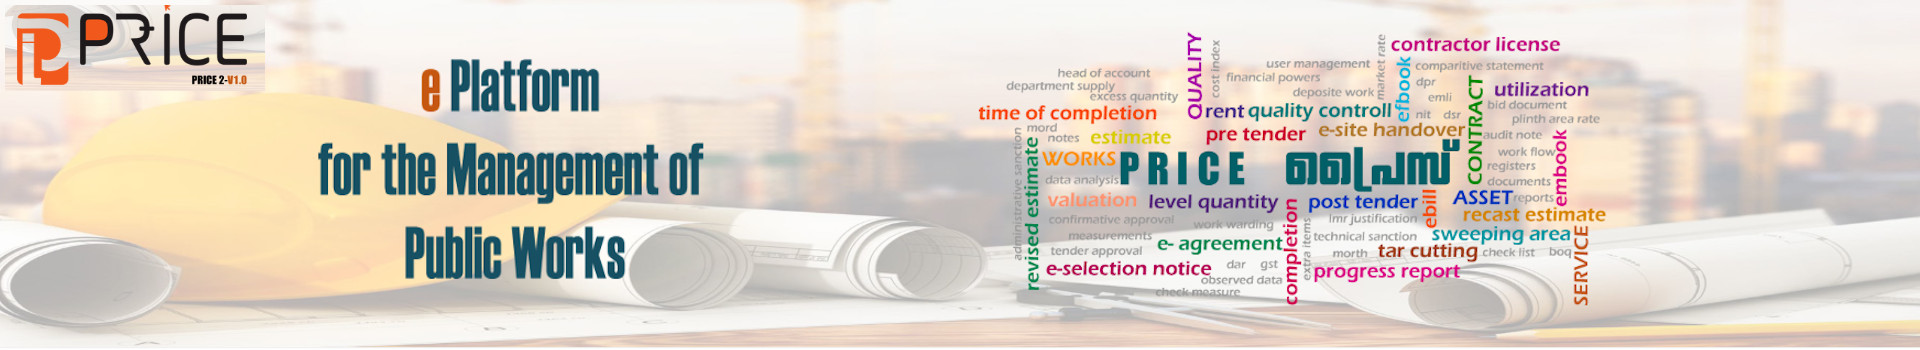 PRICE
PRICE 2-V1.0
e Platform
for the Management of
Public Works
QUALITY
cost index
market rate
contractor license
head of account
user management
comparitive statement
department supply
financial powers
efbook
dpr
CONTRACT
utilization
excess quantity
deposite work
emli
bid document
time of completion
rent
quality controll
nit
dsr
plinth area rate
administrative sanction
mord
notes
estimate
pre tender
e-site handover
audit note
revised estimate
WORKS
PRICE പ്രൈസ്
work flow
embook
registers
data analysis
documents
valuation
level quantity
post tender
ebill
ASSET
reports
confirmative approval
work warding
completion
lmr justification
recast estimate
measurements
extra items
technical sanction
sweeping area
SERVICE
tender approval
e- agreement
morth
tar cutting
check list
boq
e-selection notice
dar
gst
progress report
observed data
check measure